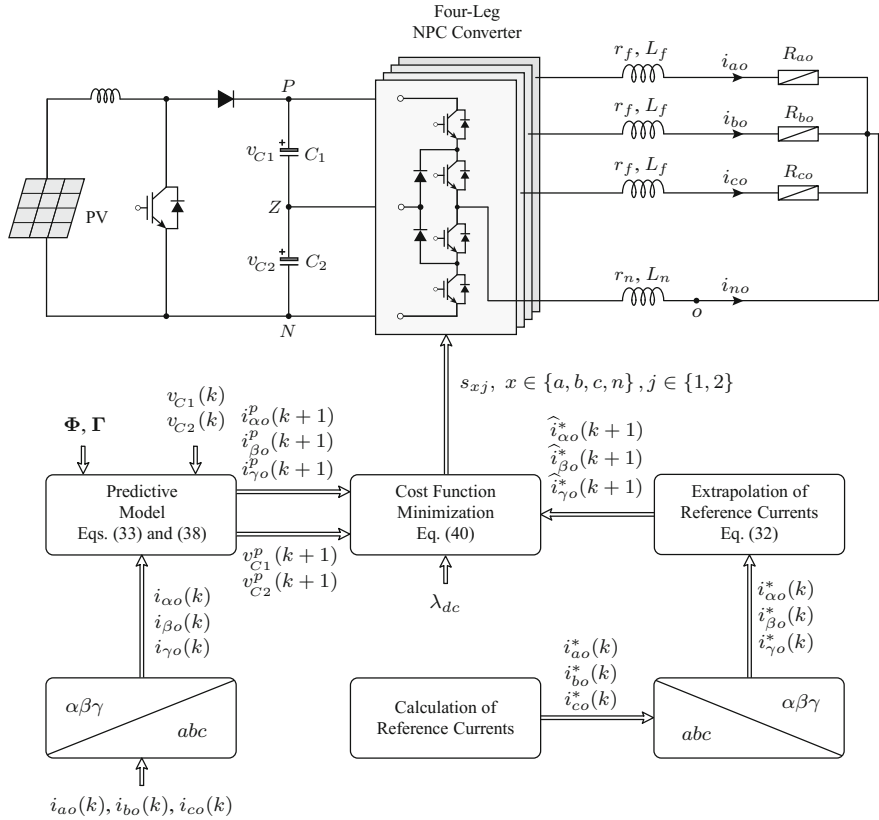 Four-Leg
NPC Converter
r_f, L_f
i_{ao}
R_{ao}
P
r_f, L_f
i_{bo}
R_{bo}
v_{C1}
+
C_1
r_f, L_f
i_{co}
R_{co}
PV
Z
v_{C2}
+
C_2
r_n, L_n
i_{no}
o
N
s_{xj}, x ∈ {a, b, c, n}, j ∈ {1, 2}
Φ, Γ
v_{C1}(k)
v_{C2}(k)
i^p_{αo}(k+1)
i^p_{βo}(k+1)
i^p_{γo}(k+1)
\widehat{i}^*_{αo}(k+1)
\widehat{i}^*_{βo}(k+1)
\widehat{i}^*_{γo}(k+1)
Predictive
Model
Eqs. (33) and (38)
Cost Function
Minimization
Eq. (40)
Extrapolation of
Reference Currents
Eq. (32)
v^p_{C1}(k+1)
v^p_{C2}(k+1)
λ_{dc}
i_{αo}(k)
i_{βo}(k)
i_{γo}(k)
i^*_{αo}(k)
i^*_{βo}(k)
i^*_{γo}(k)
i^*_{ao}(k)
i^*_{bo}(k)
i^*_{co}(k)
αβγ
abc
Calculation of
Reference Currents
αβγ
abc
i_{ao}(k), i_{bo}(k), i_{co}(k)